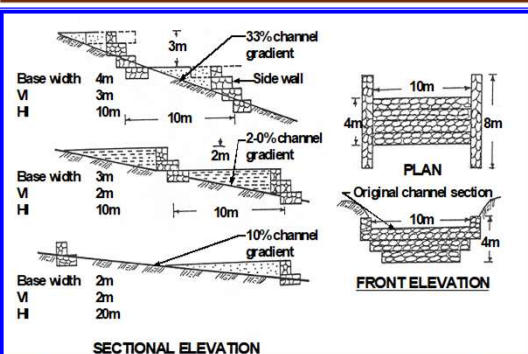 33% channel
gradient
3m
Side wall
Base width 4m
VI 3m
HI 10m
10m
2-0% channel
gradient
2m
Base width 3m
VI 2m
HI 10m
10m
10% channel
gradient
Base width 2m
VI 2m
HI 20m
SECTIONAL ELEVATION
10m
4m
8m
PLAN
Original channel section
10m
4m
FRONT ELEVATION